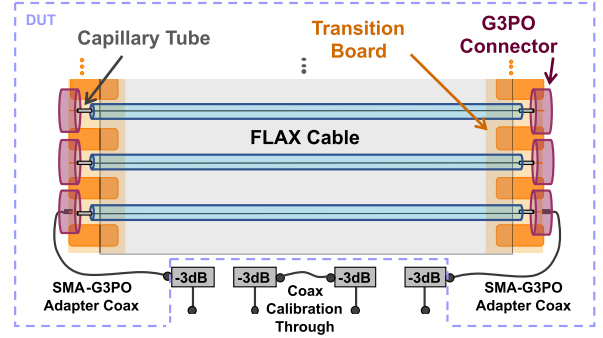 DUT
Capillary Tube
Transition
Board
G3PO
Connector
FLAX Cable
SMA-G3PO
Adapter Coax
-3dB
-3dB
-3dB
-3dB
Coax
Calibration
Through
SMA-G3PO
Adapter Coax